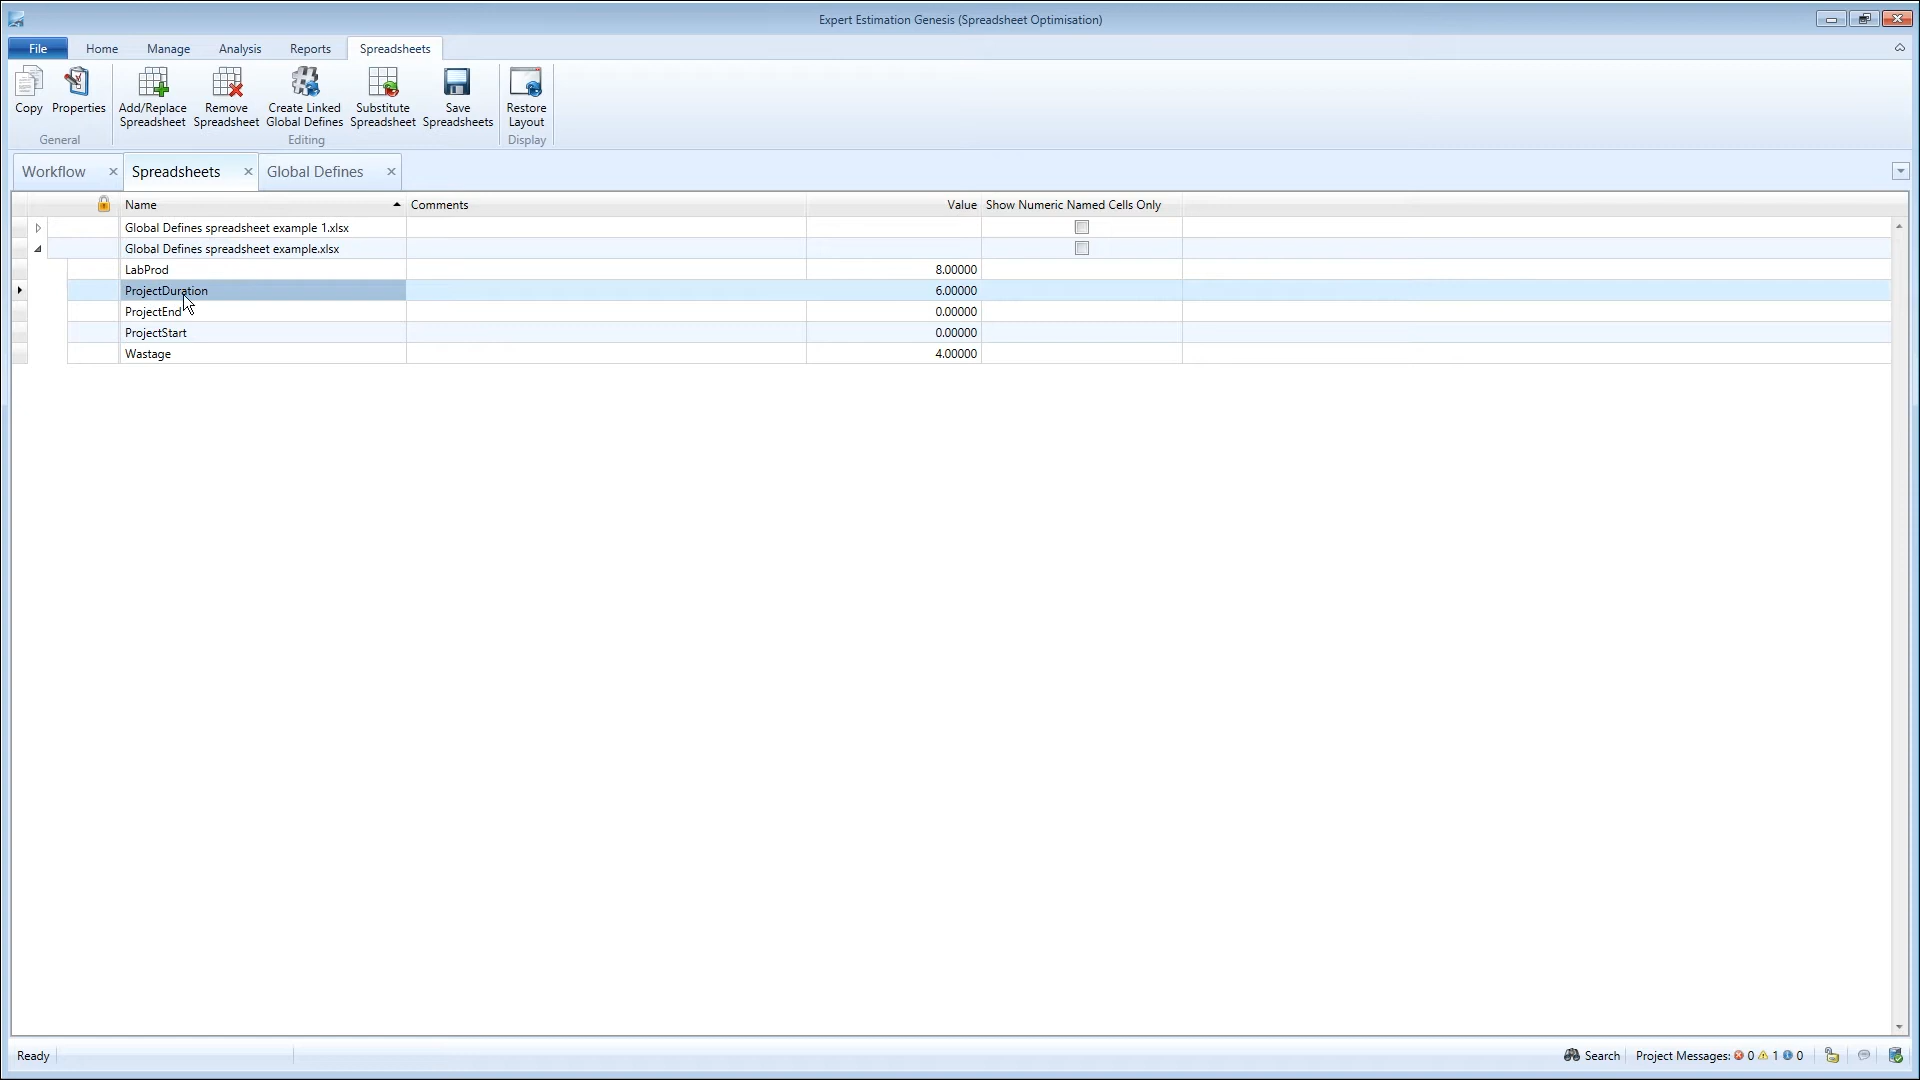 Expert Estimation Genesis (Spreadsheet Optimisation)
File Home Manage Analysis Reports Spreadsheets
Copy Properties
General
Add/Replace Spreadsheet
Remove Spreadsheet
Create Linked Global Defines
Substitute Spreadsheet
Save Spreadsheets
Editing
Restore Layout
Display
Workflow Spreadsheets Global Defines
Name Comments Value Show Numeric Named Cells Only
Global Defines spreadsheet example 1.xlsx
Global Defines spreadsheet example.xlsx
LabProd 8.00000
ProjectDuration 6.00000
ProjectEnd 0.00000
ProjectStart 0.00000
Wastage 4.00000
Ready Search Project Messages: 0 1 0